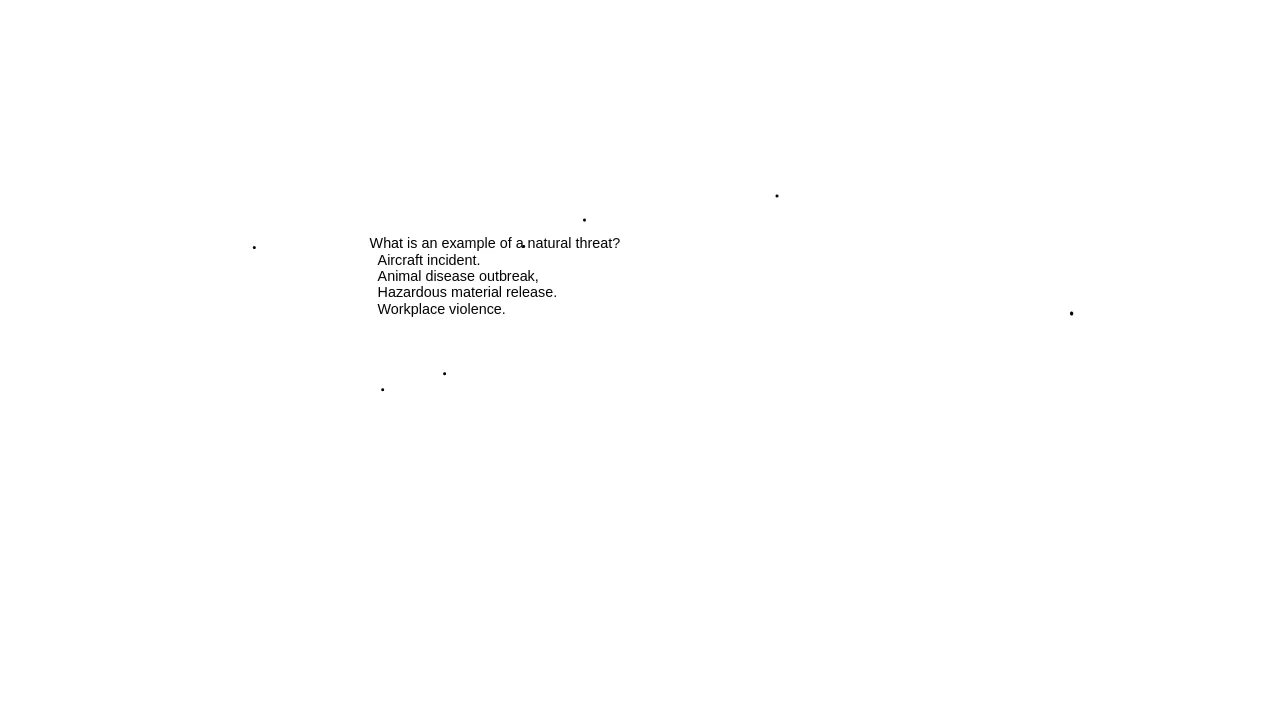 What is an example of a natural threat?
Aircraft incident.
Animal disease outbreak,
Hazardous material release.
Workplace violence.